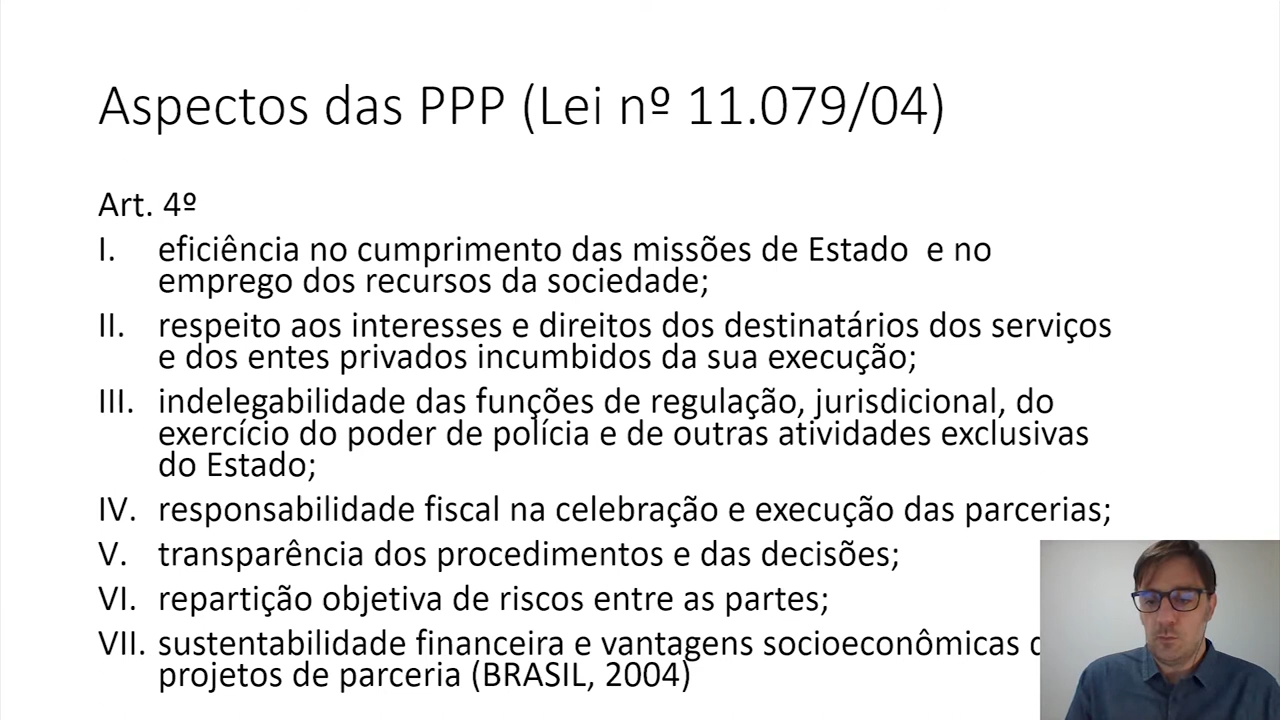 Aspectos das PPP (Lei nº 11.079/04)
Art. 4º
I. eficiência no cumprimento das missões de Estado e no
emprego dos recursos da sociedade;
II. respeito aos interesses e direitos dos destinatários dos serviços
e dos entes privados incumbidos da sua execução;
III. indelegabilidade das funções de regulação, jurisdicional, do
exercício do poder de polícia e de outras atividades exclusivas
do Estado;
IV. responsabilidade fiscal na celebração e execução das parcerias;
V. transparência dos procedimentos e das decisões;
VI. repartição objetiva de riscos entre as partes;
VII. sustentabilidade financeira e vantagens socioeconômicas
projetos de parceria (BRASIL, 2004)